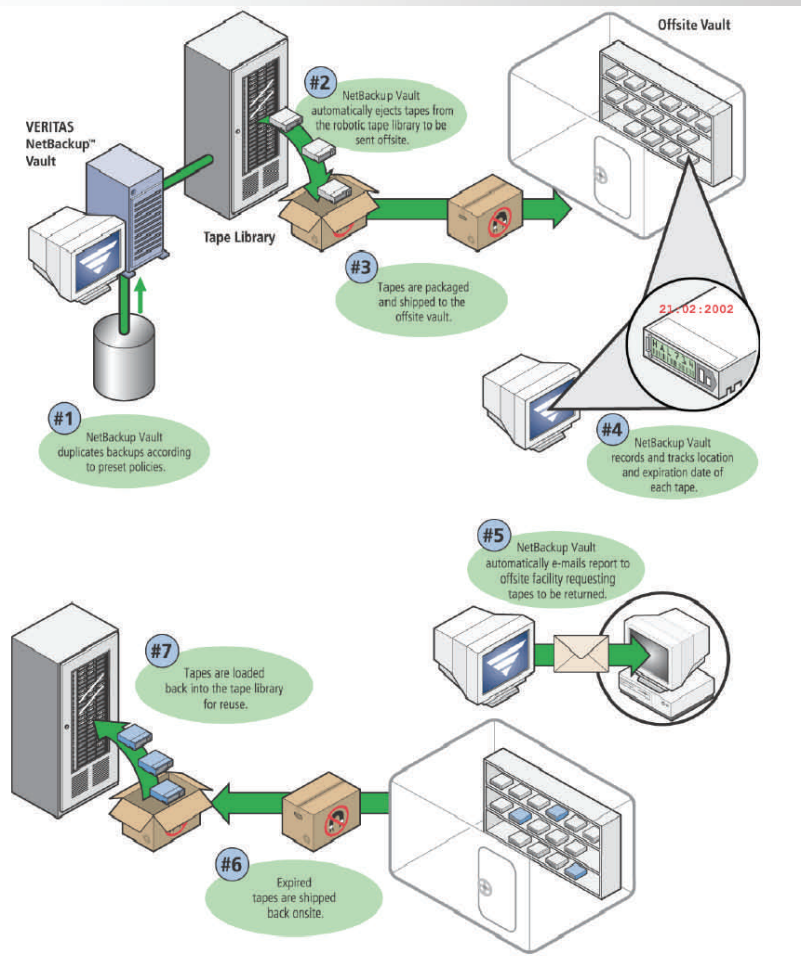 Offsite Vault
#2
NetBackup Vault
automatically ejects tapes from
the robotic tape library to be
sent offsite.
VERITAS
NetBackup™
Vault
Tape Library
#3
Tapes are packaged
and shipped to the
offsite vault.
21:02:2002
#1
NetBackup Vault
duplicates backups according
to preset policies.
#4
NetBackup Vault
records and tracks location
and expiration date of
each tape.
#5
NetBackup Vault
automatically e-mails report to
offsite facility requesting
tapes to be returned.
#7
Tapes are loaded
back into the tape library
for reuse.
#6
Expired
tapes are shipped
back onsite.